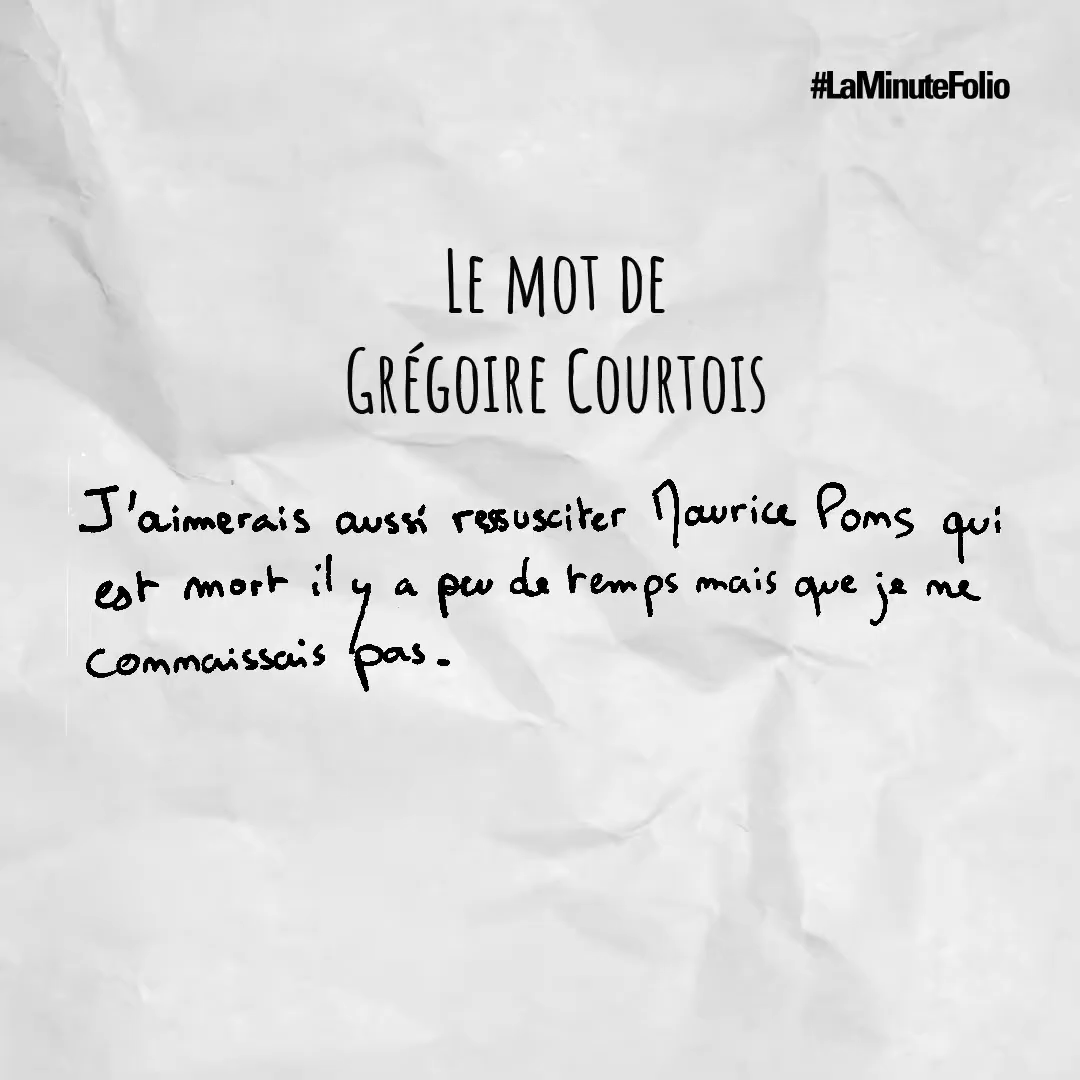 #LaMinuteFolio
LE MOT DE
GRÉGOIRE COURTOIS
J'aimerais aussi ressusciter Maurice Pons qui
est mort il y a peu de temps mais que je ne
connaissais pas.